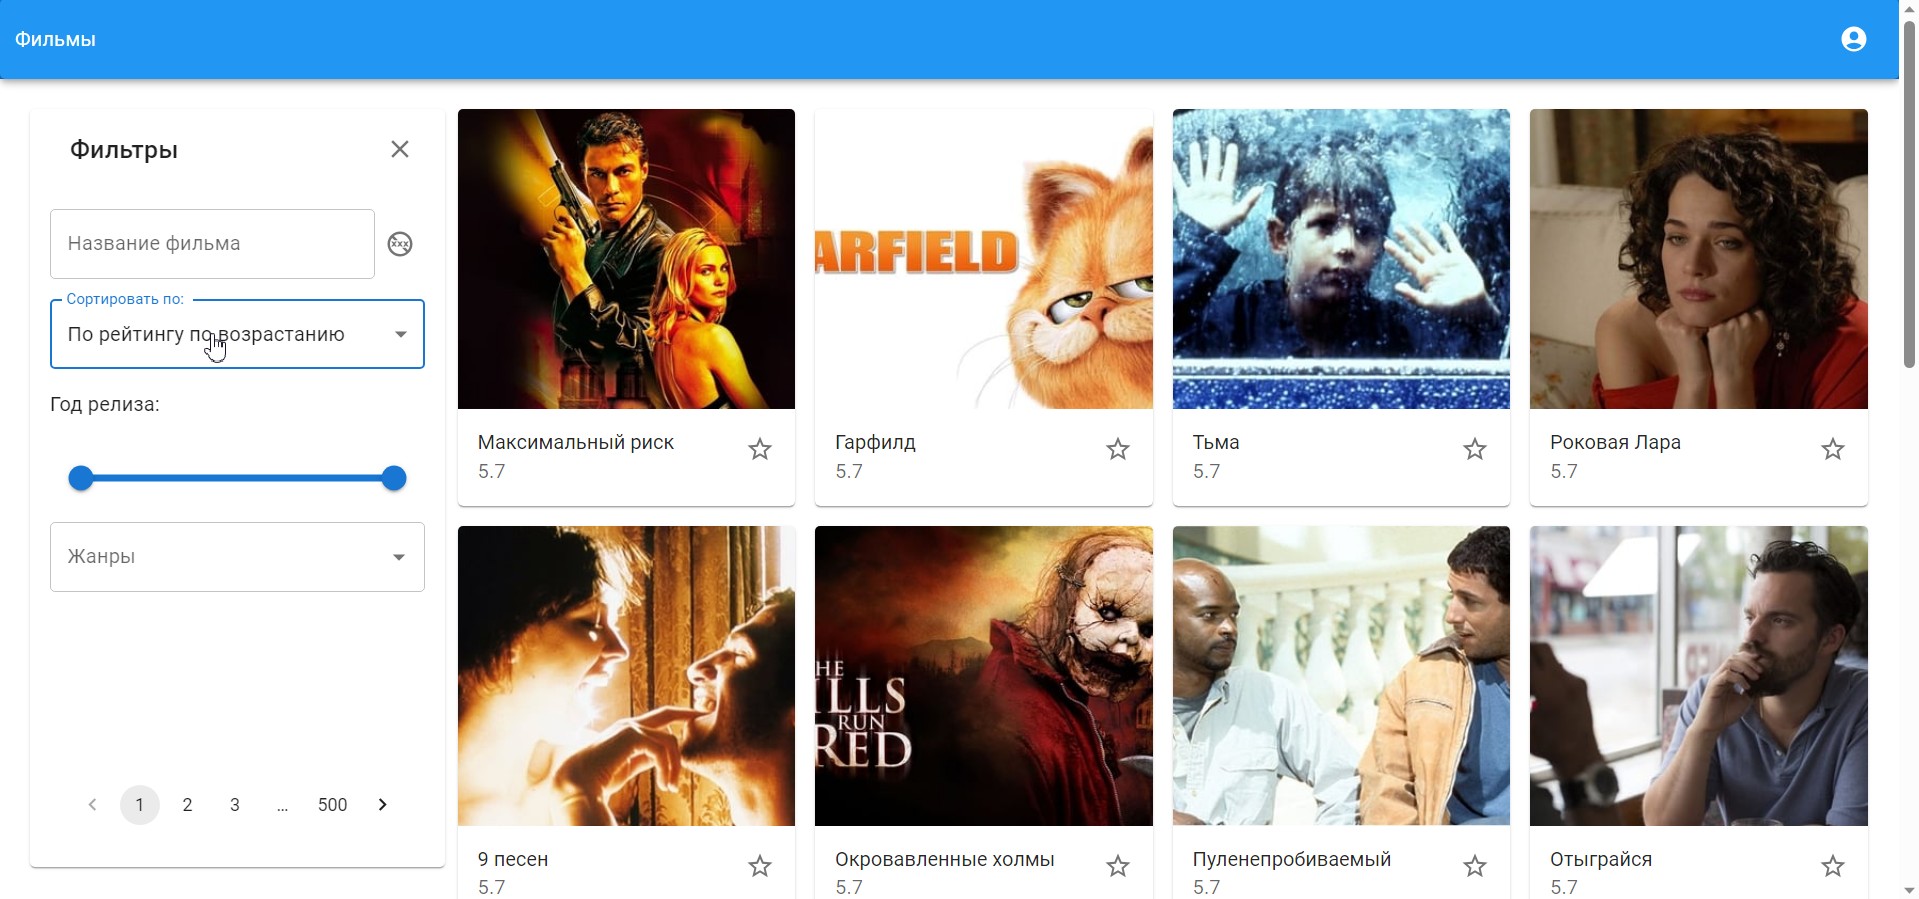 Фильмы
Фильтры
Название фильма
xxx
Сортировать по:
По рейтингу по возрастанию
Год релиза:
Жанры
1 2 3 ... 500
ARFIELD
Максимальный риск
5.7
Гарфилд
5.7
Тьма
5.7
Роковая Лара
5.7
HE
ILLS
RUN
RED
9 песен
5.7
Окровавленные холмы
5.7
Пуленепробиваемый
5.7
Отыграйся
5.7